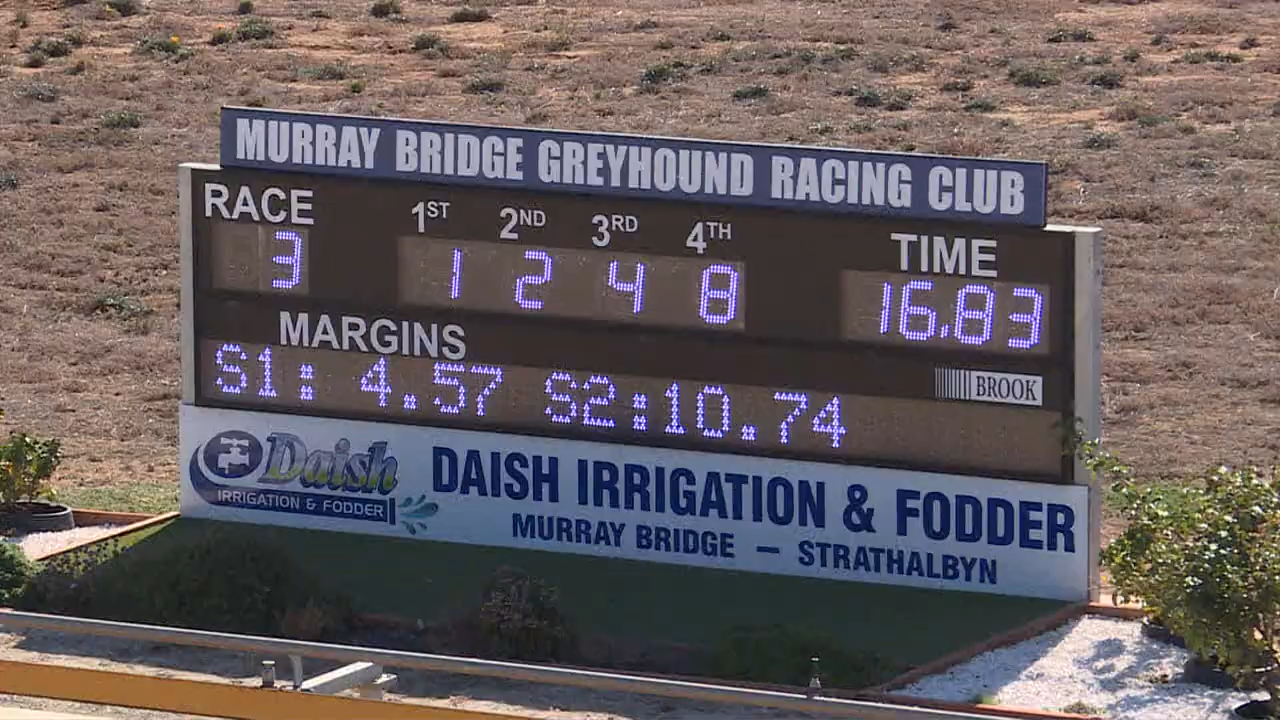 MURRAY BRIDGE GREYHOUND RACING CLUB
RACE 1ST 2ND 3RD 4TH TIME
3 1 2 4 8 16.83
MARGINS
S1: 4.57 S2:10.74
BROOK
Daish
IRRIGATION & FODDER
DAISH IRRIGATION & FODDER
MURRAY BRIDGE – STRATHALBYN